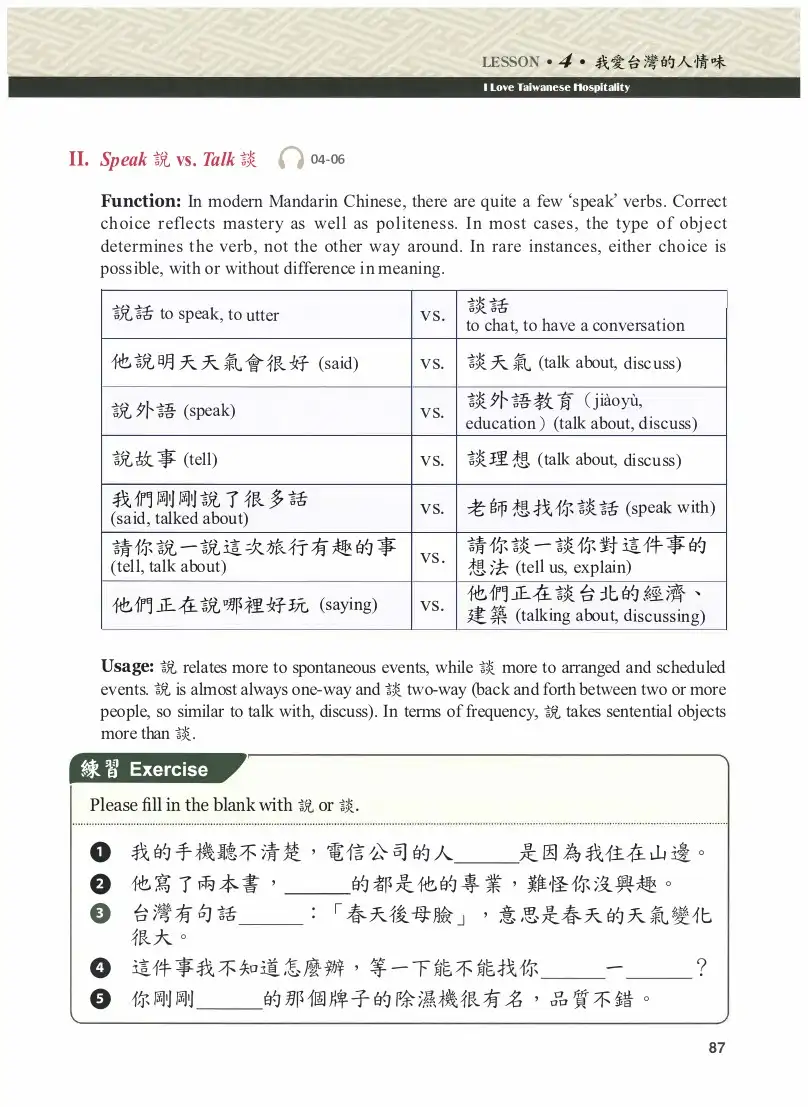 LESSON • 4 • 我愛台灣的人情味
I Love Taiwanese Hospitality
II. Speak 說 vs. Talk 談 04-06
Function: In modern Mandarin Chinese, there are quite a few ‘speak’ verbs. Correct
choice reflects mastery as well as politeness. In most cases, the type of object
determines the verb, not the other way around. In rare instances, either choice is
possible, with or without difference in meaning.
說話 to speak, to utter vs. 談話
to chat, to have a conversation
他說明天天氣會很好 (said) vs. 談天氣 (talk about, discuss)
說外語 (speak) vs. 談外語教育（jiàoyù,
education）(talk about, discuss)
說故事 (tell) vs. 談理想 (talk about, discuss)
我們剛剛說了很多話
(said, talked about) vs. 老師想找你談話 (speak with)
請你說一說這次旅行有趣的事
(tell, talk about) vs. 請你談一談你對這件事的
想法 (tell us, explain)
他們正在說哪裡好玩 (saying) vs. 他們正在談台北的經濟、
建築 (talking about, discussing)
Usage: 說 relates more to spontaneous events, while 談 more to arranged and scheduled
events. 說 is almost always one-way and 談 two-way (back and forth between two or more
people, so similar to talk with, discuss). In terms of frequency, 說 takes sentential objects
more than 談.
練習 Exercise
Please fill in the blank with 說 or 談.
1 我的手機聽不清楚，電信公司的人______是因為我住在山邊。
2 他寫了兩本書，______的都是他的專業，難怪你沒興趣。
3 台灣有句話______：「春天後母臉」，意思是春天的天氣變化
很大。
4 這件事我不知道怎麼辦，等一下能不能找你______一______？
5 你剛剛______的那個牌子的除濕機很有名，品質不錯。
87